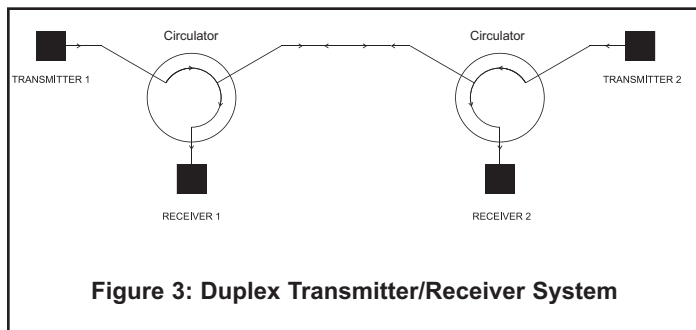 Circulator
Circulator
TRANSMITTER 1
TRANSMITTER 2
RECEIVER 1
RECEIVER 2
Figure 3: Duplex Transmitter/Receiver System